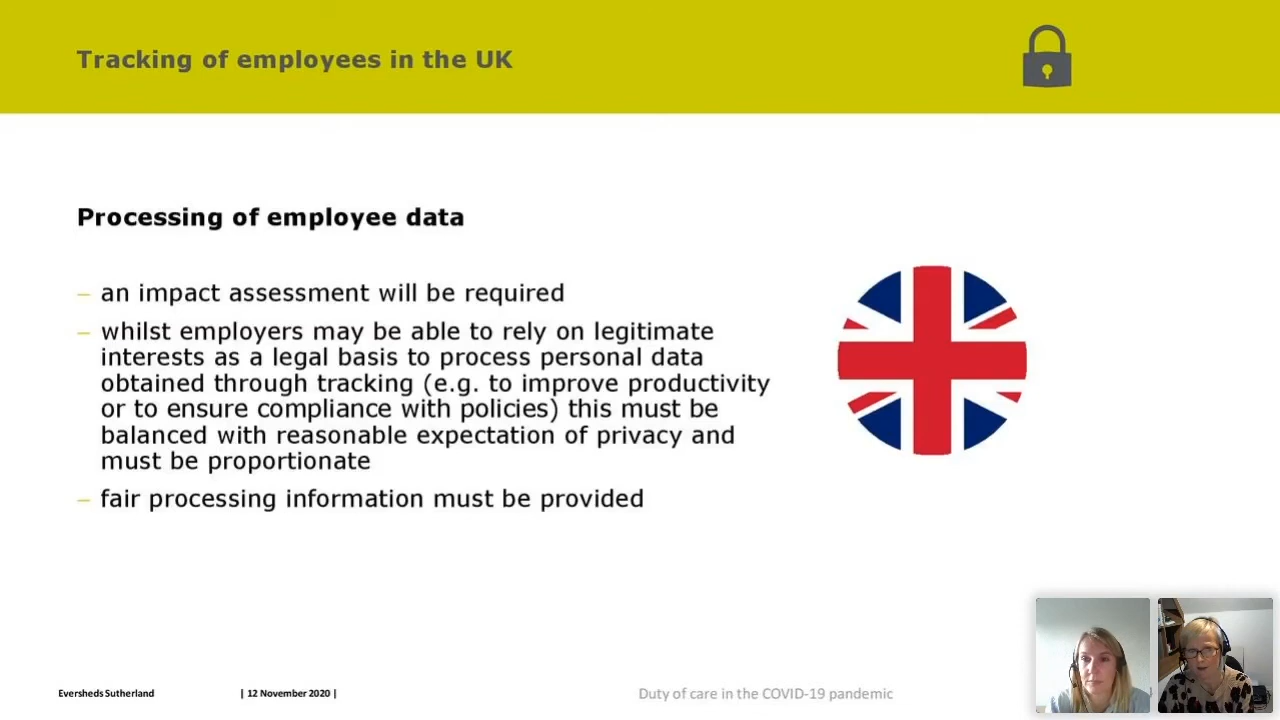 Tracking of employees in the UK
Processing of employee data
– an impact assessment will be required
– whilst employers may be able to rely on legitimate
interests as a legal basis to process personal data
obtained through tracking (e.g. to improve productivity
or to ensure compliance with policies) this must be
balanced with reasonable expectation of privacy and
must be proportionate
– fair processing information must be provided
Eversheds Sutherland | 12 November 2020 | Duty of care in the COVID-19 pandemic